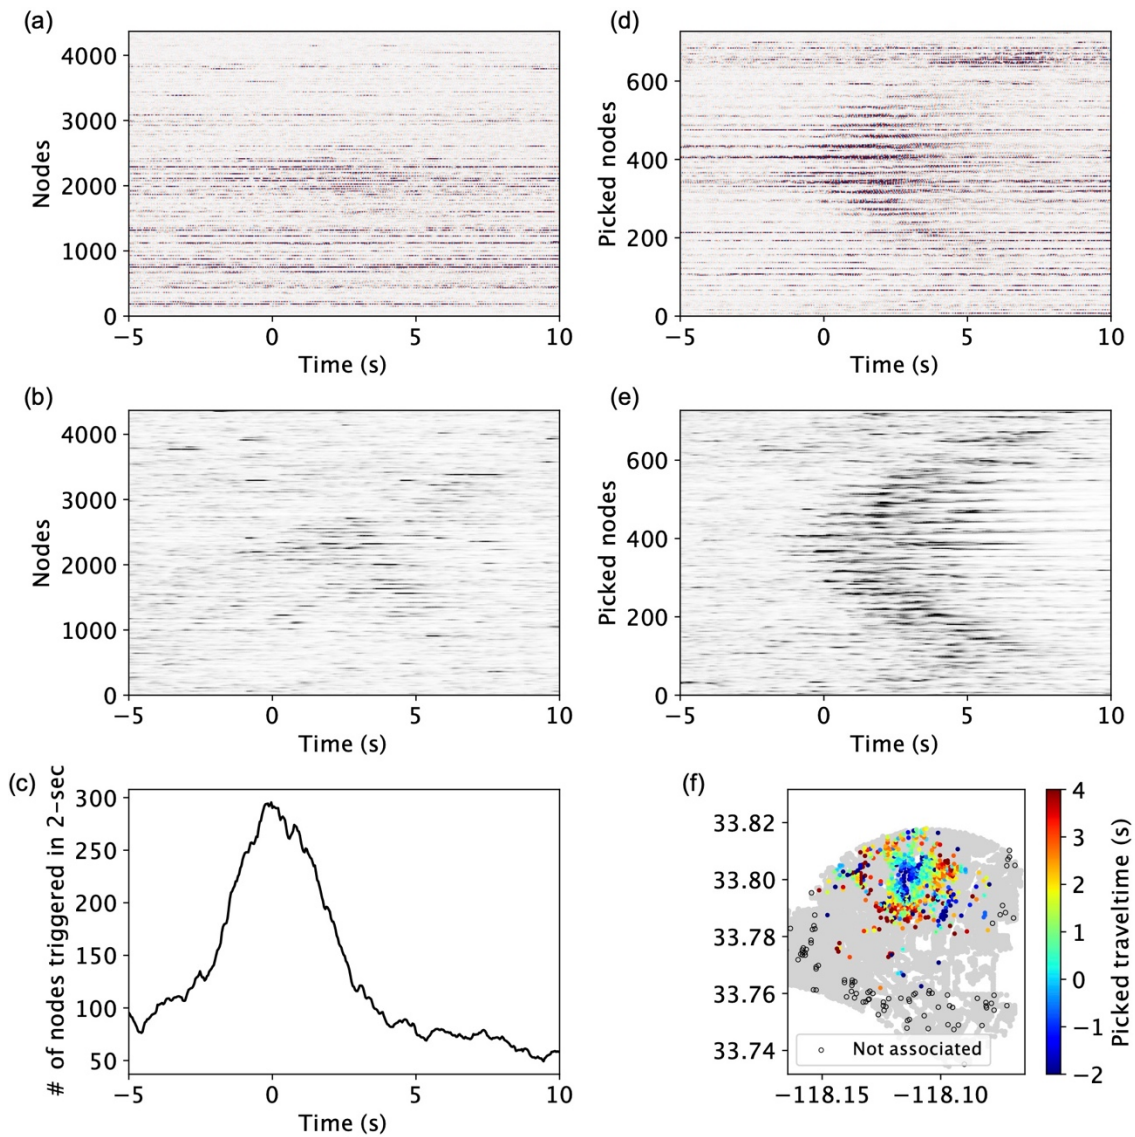 (a)
4000
3000
2000
1000
0
Nodes
−5 0 5 10
Time (s)
(d)
600
400
200
0
Picked nodes
−5 0 5 10
Time (s)
(b)
4000
3000
2000
1000
0
Nodes
−5 0 5 10
Time (s)
(e)
600
400
200
0
Picked nodes
−5 0 5 10
Time (s)
(c)
300
250
200
150
100
50
# of nodes triggered in 2−sec
−5 0 5 10
Time (s)
(f)
33.82
33.80
33.78
33.76
33.74
Not associated
−118.15 −118.10
4
3
2
1
0
−1
−2
Picked traveltime (s)